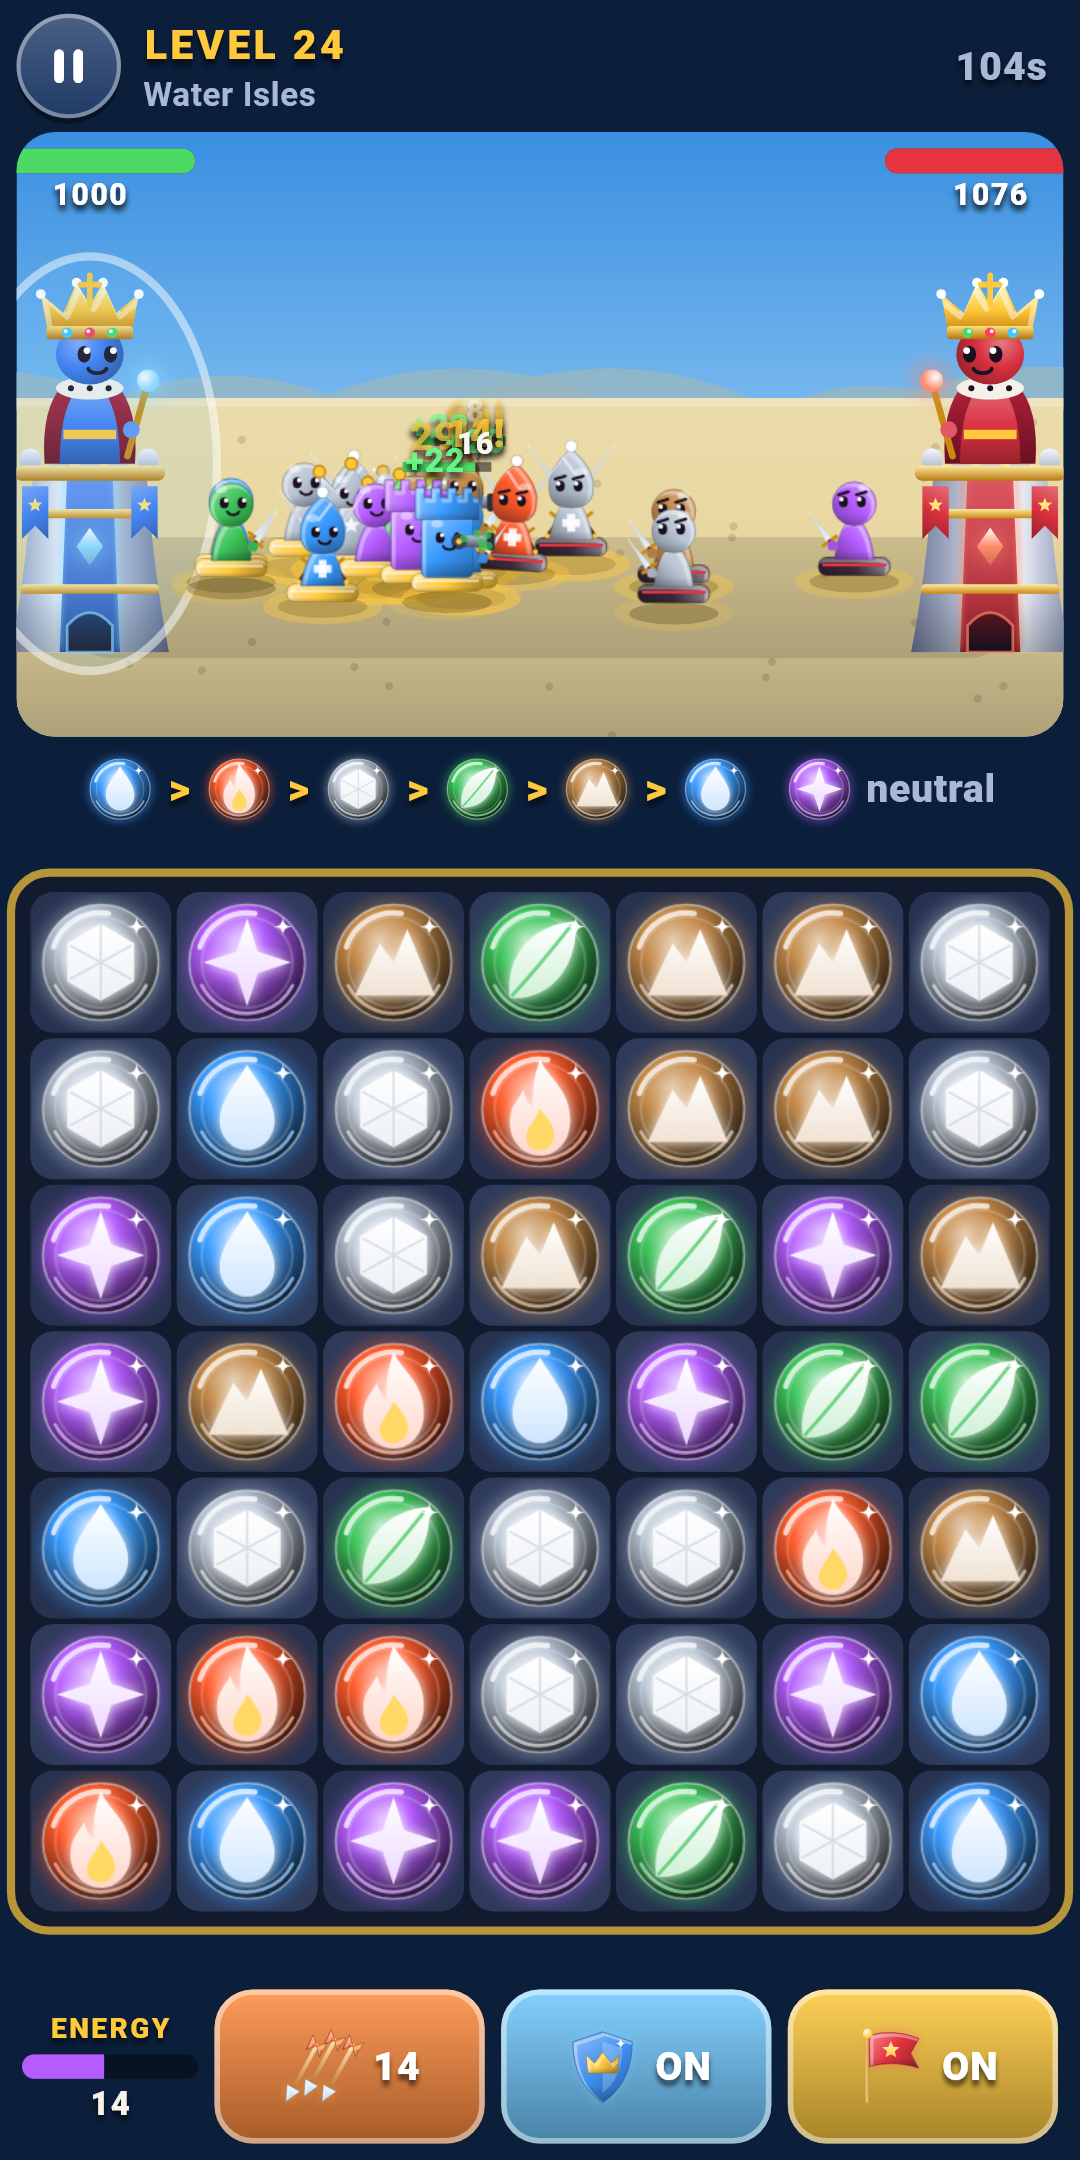 LEVEL 24
Water Isles
104s
1000
1076
16
+22
> > > > > neutral
ENERGY
14
14
ON
ON